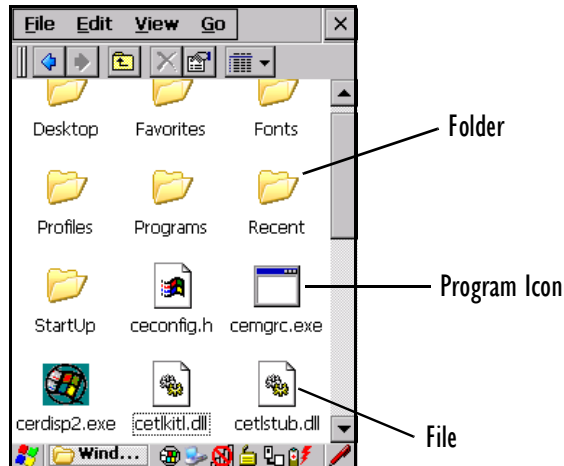 File Edit View Go
Desktop Favorites Fonts
Folder
Profiles Programs Recent
Program Icon
StartUp ceconfig.h cemgrc.exe
cerdisp2.exe cetlkitl.dll cetlstub.dll
File
Wind...